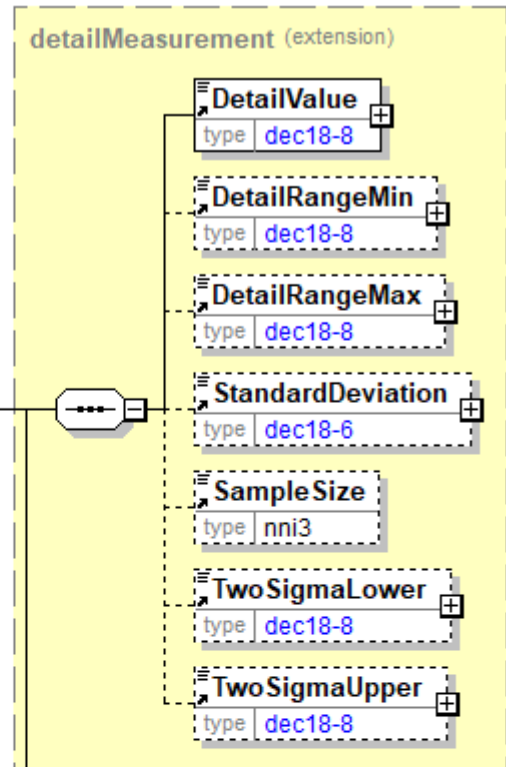 detailMeasurement (extension)
DetailValue
type dec18-8
DetailRangeMin
type dec18-8
DetailRangeMax
type dec18-8
StandardDeviation
type dec18-6
SampleSize
type nni3
TwoSigmaLower
type dec18-8
TwoSigmaUpper
type dec18-8